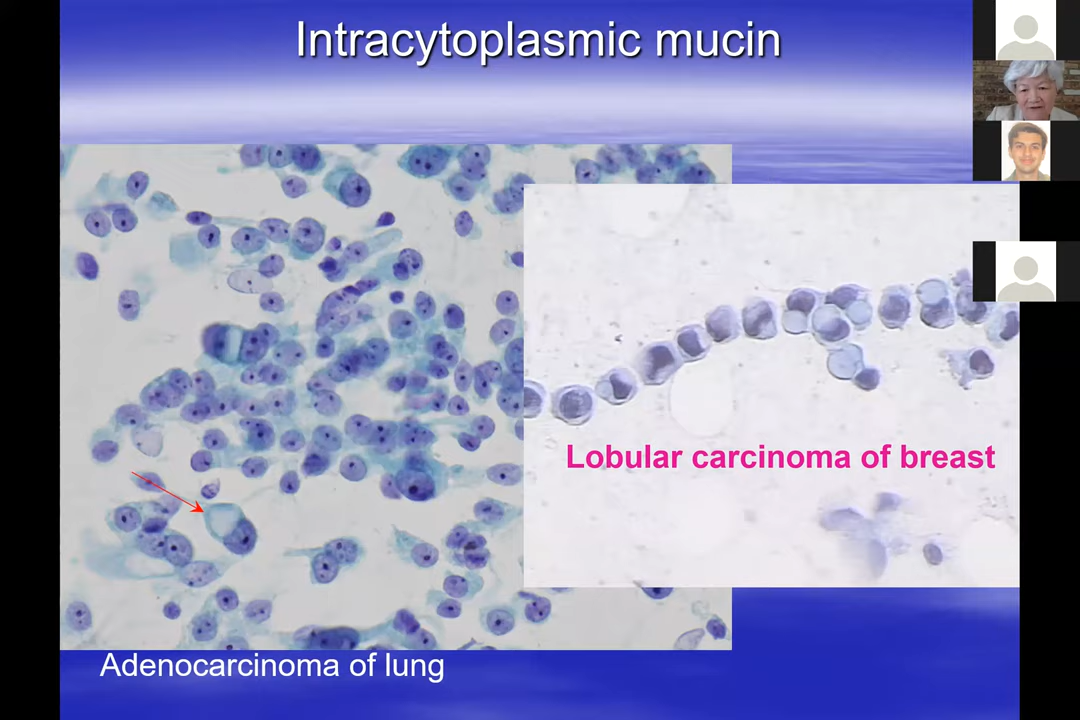 Intracytoplasmic mucin
Lobular carcinoma of breast
Adenocarcinoma of lung